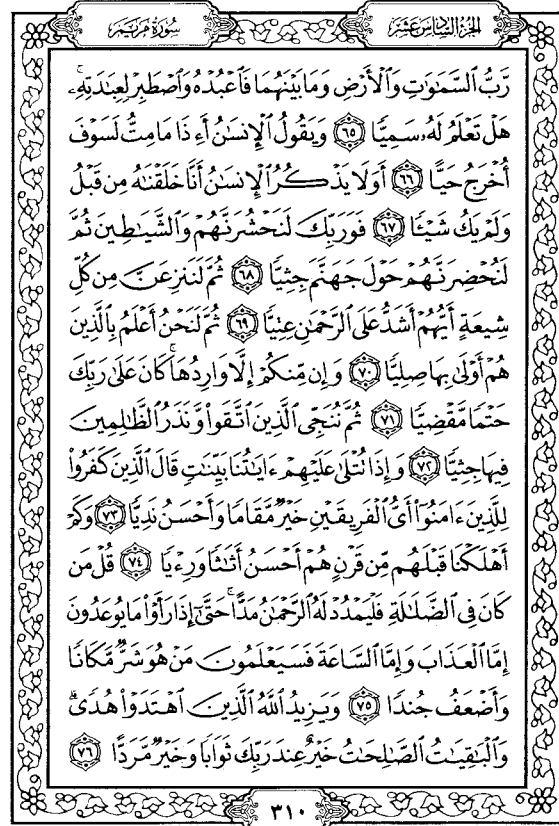 الجزء السادس عشر
سورة مريم
رَّبُّ ٱلسَّمَٰوَٰتِ وَٱلْأَرْضِ وَمَا بَيْنَهُمَا فَٱعْبُدْهُ وَٱصْطَبِرْ لِعِبَٰدَتِهِۦۚ
هَلْ تَعْلَمُ لَهُۥ سَمِيًّا ۝٦٥ وَيَقُولُ ٱلْإِنسَٰنُ أَءِذَا مَا مِتُّ لَسَوْفَ
أُخْرَجُ حَيًّا ۝٦٦ أَوَلَا يَذْكُرُ ٱلْإِنسَٰنُ أَنَّا خَلَقْنَٰهُ مِن قَبْلُ
وَلَمْ يَكُ شَيْـًٔا ۝٦٧ فَوَرَبِّكَ لَنَحْشُرَنَّهُمْ وَٱلشَّيَٰطِينَ ثُمَّ
لَنُحْضِرَنَّهُمْ حَوْلَ جَهَنَّمَ جِثِيًّا ۝٦٨ ثُمَّ لَنَنزِعَنَّ مِن كُلِّ
شِيعَةٍ أَيُّهُمْ أَشَدُّ عَلَى ٱلرَّحْمَٰنِ عِتِيًّا ۝٦٩ ثُمَّ لَنَحْنُ أَعْلَمُ بِٱلَّذِينَ
هُمْ أَوْلَىٰ بِهَا صِلِيًّا ۝٧٠ وَإِن مِّنكُمْ إِلَّا وَارِدُهَاۚ كَانَ عَلَىٰ رَبِّكَ
حَتْمًا مَّقْضِيًّا ۝٧١ ثُمَّ نُنَجِّى ٱلَّذِينَ ٱتَّقَوا۟ وَّنَذَرُ ٱلظَّٰلِمِينَ
فِيهَا جِثِيًّا ۝٧٢ وَإِذَا تُتْلَىٰ عَلَيْهِمْ ءَايَٰتُنَا بَيِّنَٰتٍ قَالَ ٱلَّذِينَ كَفَرُوا۟
لِلَّذِينَ ءَامَنُوٓا۟ أَىُّ ٱلْفَرِيقَيْنِ خَيْرٌ مَّقَامًا وَأَحْسَنُ نَدِيًّا ۝٧٣ وَكَمْ
أَهْلَكْنَا قَبْلَهُم مِّن قَرْنٍ هُمْ أَحْسَنُ أَثَٰثًا وَرِءْيًا ۝٧٤ قُلْ مَن
كَانَ فِى ٱلضَّلَٰلَةِ فَلْيَمْدُدْ لَهُ ٱلرَّحْمَٰنُ مَدًّاۚ حَتَّىٰٓ إِذَا رَأَوْا۟ مَا يُوعَدُونَ
إِمَّا ٱلْعَذَابَ وَإِمَّا ٱلسَّاعَةَ فَسَيَعْلَمُونَ مَنْ هُوَ شَرٌّ مَّكَانًا
وَأَضْعَفُ جُندًا ۝٧٥ وَيَزِيدُ ٱللَّهُ ٱلَّذِينَ ٱهْتَدَوْا۟ هُدًىۗ
وَٱلْبَٰقِيَٰتُ ٱلصَّٰلِحَٰتُ خَيْرٌ عِندَ رَبِّكَ ثَوَابًا وَخَيْرٌ مَّرَدًّا ۝٧٦
٣١٠